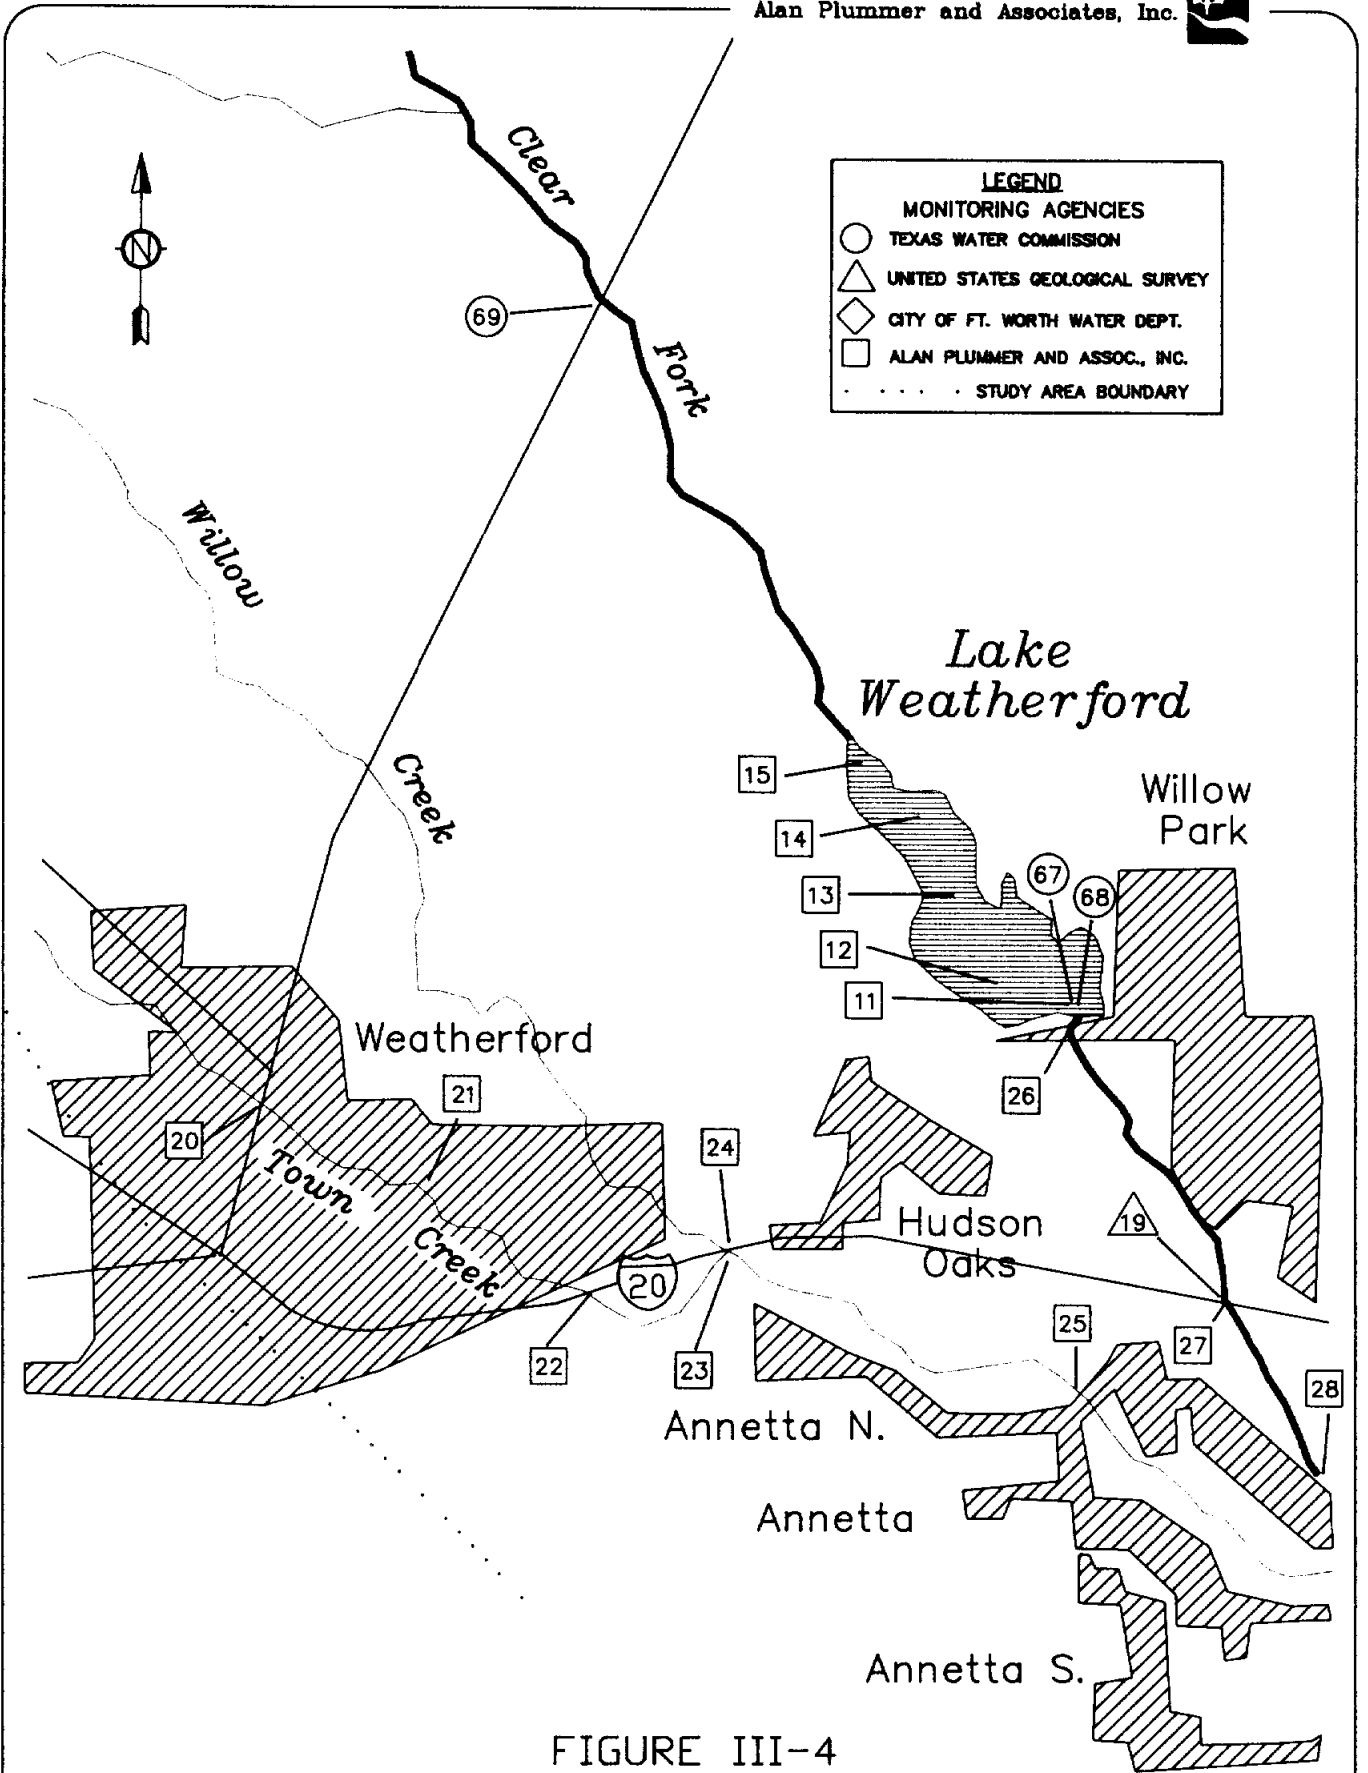 Alan Plummer and Associates, Inc.
Clear
Fork
N
LEGEND
MONITORING AGENCIES
TEXAS WATER COMMISSION
UNITED STATES GEOLOGICAL SURVEY
CITY OF FT. WORTH WATER DEPT.
ALAN PLUMMER AND ASSOC., INC.
STUDY AREA BOUNDARY
69
Willow
Creek
Lake
Weatherford
15
14
13
12
11
67
68
Willow
Park
Weatherford
21
20
Town
Creek
24
26
19
Hudson
Oaks
20
22
23
25
27
28
Annetta N.
Annetta
Annetta S.
FIGURE III-4